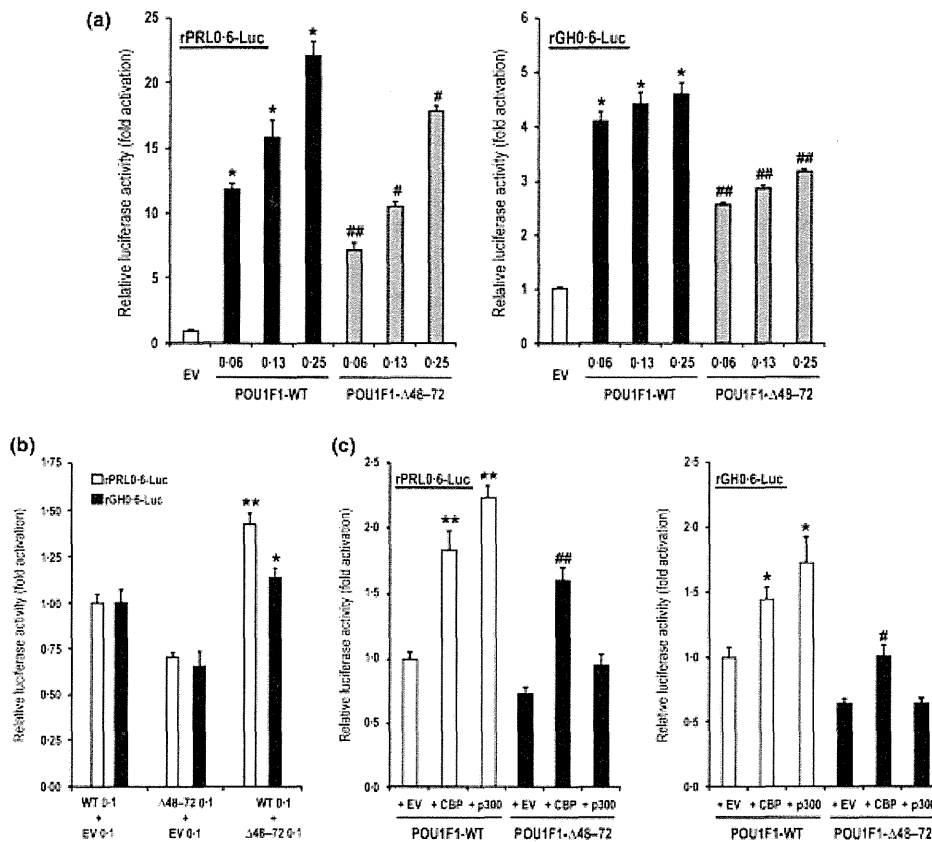 (a)
rPRL0·6-Luc
Relative luciferase activity (fold activation)
25
20
15
10
5
0
* * * ## # #
EV 0·06 0·13 0·25 0·06 0·13 0·25
POU1F1-WT POU1F1-Δ48–72
rGH0·6-Luc
Relative luciferase activity (fold activation)
6
5
4
3
2
1
0
* * * ## ## ##
EV 0·06 0·13 0·25 0·06 0·13 0·25
POU1F1-WT POU1F1-Δ49–72
(b)
rPRL0·6-Luc
rGH0·6-Luc
Relative luciferase activity (fold activation)
1·75
1·50
1·25
1·00
0·75
0·50
0·25
0·00
** *
WT 0·1 Δ48–72 0·1 WT 0·1
+ + +
EV 0·1 EV 0·1 Δ48–72 0·1
(c)
rPRL0·6-Luc
Relative luciferase activity (fold activation)
2·5
2·0
1·5
1·0
0·5
0·0
** ** ##
+ EV + CBP + p300 + EV + CBP + p300
POU1F1-WT POU1F1-Δ48–72
rGH0·6-Luc
Relative luciferase activity (fold activation)
2·5
2·0
1·5
1·0
0·5
0·0
* * #
+ EV + CBP + p300 + EV + CBP + p300
POU1F1-WT POU1F1-Δ48–72